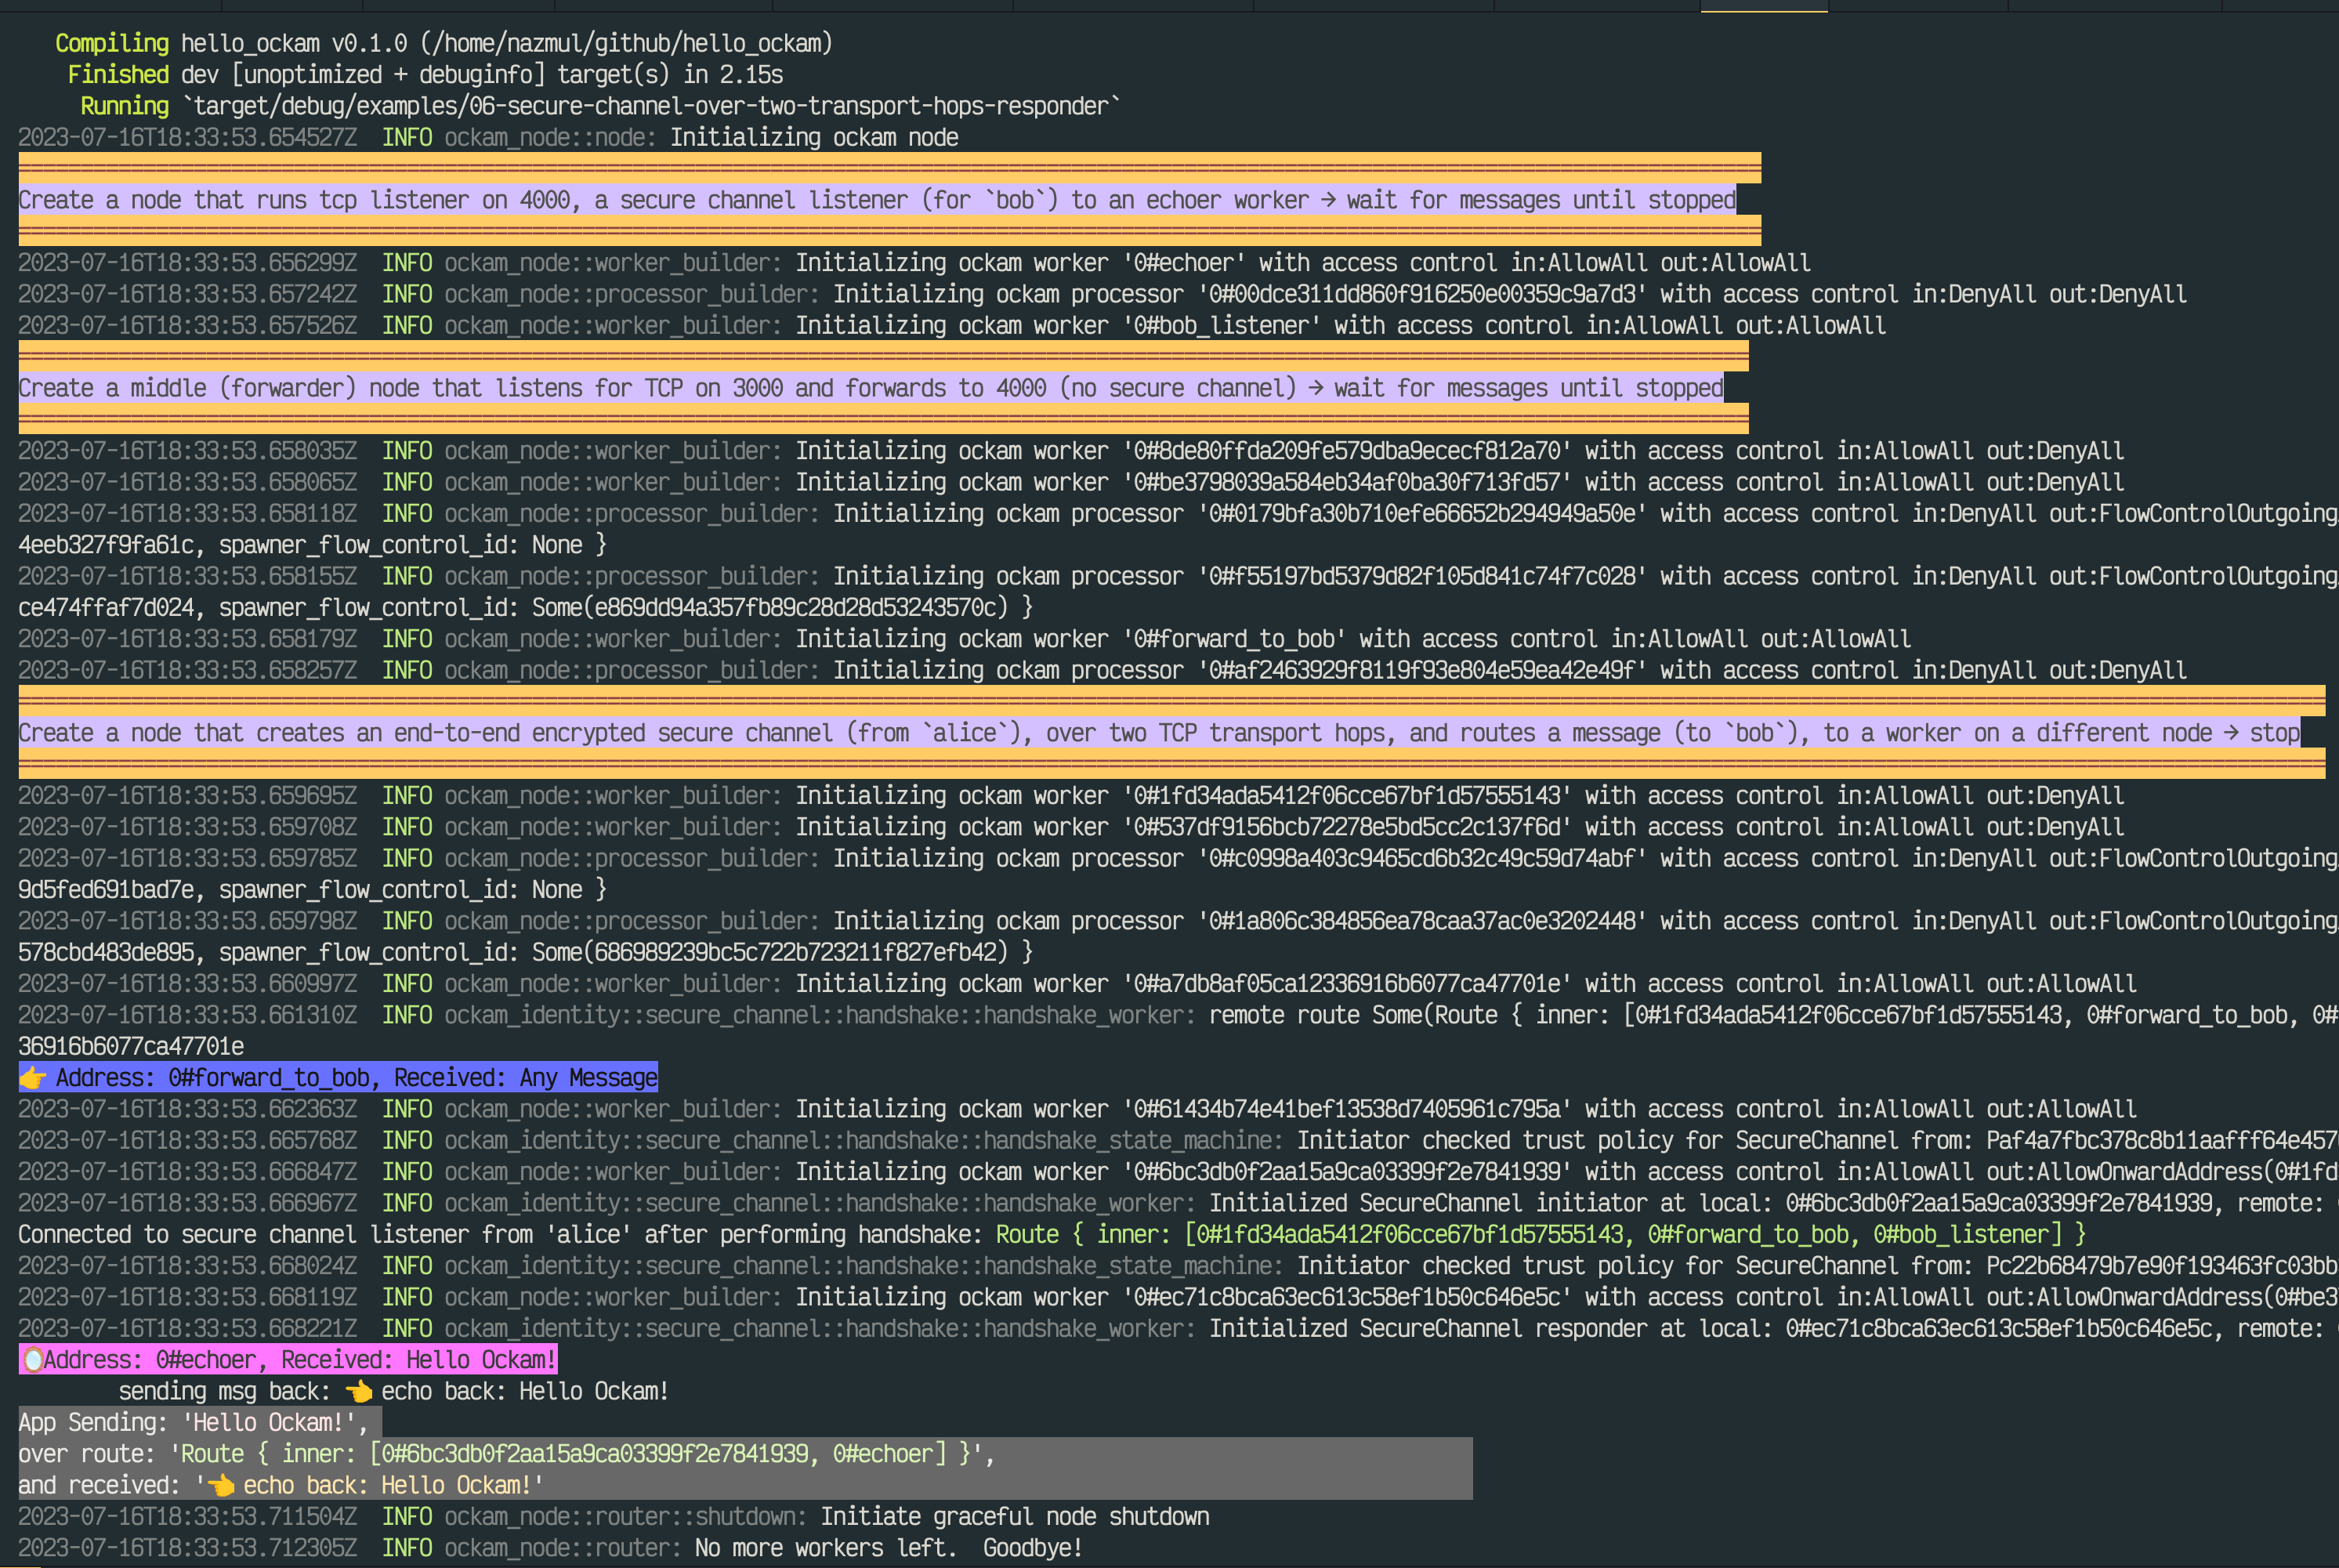 Compiling hello_ockam v0.1.0 (/home/nazmul/github/hello_ockam)
Finished dev [unoptimized + debuginfo] target(s) in 2.15s
Running `target/debug/examples/06-secure-channel-over-two-transport-hops-responder`
2023-07-16T18:33:53.654527Z  INFO ockam_node::node: Initializing ockam node
Create a node that runs tcp listener on 4000, a secure channel listener (for `bob`) to an echoer worker → wait for messages until stopped
2023-07-16T18:33:53.656299Z  INFO ockam_node::worker_builder: Initializing ockam worker '0#echoer' with access control in:AllowAll out:AllowAll
2023-07-16T18:33:53.657242Z  INFO ockam_node::processor_builder: Initializing ockam processor '0#00dce311dd860f916250e00359c9a7d3' with access control in:DenyAll out:DenyAll
2023-07-16T18:33:53.657526Z  INFO ockam_node::worker_builder: Initializing ockam worker '0#bob_listener' with access control in:AllowAll out:AllowAll
Create a middle (forwarder) node that listens for TCP on 3000 and forwards to 4000 (no secure channel) → wait for messages until stopped
2023-07-16T18:33:53.658035Z  INFO ockam_node::worker_builder: Initializing ockam worker '0#8de80ffda209fe579dba9ececf812a70' with access control in:AllowAll out:DenyAll
2023-07-16T18:33:53.658065Z  INFO ockam_node::worker_builder: Initializing ockam worker '0#be3798039a584eb34af0ba30f713fd57' with access control in:AllowAll out:DenyAll
2023-07-16T18:33:53.658118Z  INFO ockam_node::processor_builder: Initializing ockam processor '0#0179bfa30b710efe66652b294949a50e' with access control in:DenyAll out:FlowControlOutgoing
4eeb327f9fa61c, spawner_flow_control_id: None }
2023-07-16T18:33:53.658155Z  INFO ockam_node::processor_builder: Initializing ockam processor '0#f55197bd5379d82f105d841c74f7c028' with access control in:DenyAll out:FlowControlOutgoing
ce474ffaf7d024, spawner_flow_control_id: Some(e869dd94a357fb89c28d28d53243570c) }
2023-07-16T18:33:53.658179Z  INFO ockam_node::worker_builder: Initializing ockam worker '0#forward_to_bob' with access control in:AllowAll out:AllowAll
2023-07-16T18:33:53.658257Z  INFO ockam_node::processor_builder: Initializing ockam processor '0#af2463929f8119f93e804e59ea42e49f' with access control in:DenyAll out:DenyAll
Create a node that creates an end-to-end encrypted secure channel (from `alice`), over two TCP transport hops, and routes a message (to `bob`), to a worker on a different node → stop
2023-07-16T18:33:53.659695Z  INFO ockam_node::worker_builder: Initializing ockam worker '0#1fd34ada5412f06cce67bf1d57555143' with access control in:AllowAll out:DenyAll
2023-07-16T18:33:53.659708Z  INFO ockam_node::worker_builder: Initializing ockam worker '0#537df9156bcb72278e5bd5cc2c137f6d' with access control in:AllowAll out:DenyAll
2023-07-16T18:33:53.659785Z  INFO ockam_node::processor_builder: Initializing ockam processor '0#c0998a403c9465cd6b32c49c59d74abf' with access control in:DenyAll out:FlowControlOutgoing
9d5fed691bad7e, spawner_flow_control_id: None }
2023-07-16T18:33:53.659798Z  INFO ockam_node::processor_builder: Initializing ockam processor '0#1a806c384856ea78caa37ac0e3202448' with access control in:DenyAll out:FlowControlOutgoing
578cbd483de895, spawner_flow_control_id: Some(686989239bc5c722b723211f827efb42) }
2023-07-16T18:33:53.660997Z  INFO ockam_node::worker_builder: Initializing ockam worker '0#a7db8af05ca12336916b6077ca47701e' with access control in:AllowAll out:AllowAll
2023-07-16T18:33:53.661310Z  INFO ockam_identity::secure_channel::handshake::handshake_worker: remote route Some(Route { inner: [0#1fd34ada5412f06cce67bf1d57555143, 0#forward_to_bob, 0#
36916b6077ca47701e
👉 Address: 0#forward_to_bob, Received: Any Message
2023-07-16T18:33:53.662363Z  INFO ockam_node::worker_builder: Initializing ockam worker '0#61434b74e41bef13538d7405961c795a' with access control in:AllowAll out:AllowAll
2023-07-16T18:33:53.665768Z  INFO ockam_identity::secure_channel::handshake::handshake_state_machine: Initiator checked trust policy for SecureChannel from: Paf4a7fbc378c8b11aafff64e457
2023-07-16T18:33:53.666847Z  INFO ockam_node::worker_builder: Initializing ockam worker '0#6bc3db0f2aa15a9ca03399f2e7841939' with access control in:AllowAll out:AllowOnwardAddress(0#1fd
2023-07-16T18:33:53.666967Z  INFO ockam_identity::secure_channel::handshake::handshake_worker: Initialized SecureChannel initiator at local: 0#6bc3db0f2aa15a9ca03399f2e7841939, remote:
Connected to secure channel listener from 'alice' after performing handshake: Route { inner: [0#1fd34ada5412f06cce67bf1d57555143, 0#forward_to_bob, 0#bob_listener] }
2023-07-16T18:33:53.668024Z  INFO ockam_identity::secure_channel::handshake::handshake_state_machine: Initiator checked trust policy for SecureChannel from: Pc22b68479b7e90f193463fc03bb
2023-07-16T18:33:53.668119Z  INFO ockam_node::worker_builder: Initializing ockam worker '0#ec71c8bca63ec613c58ef1b50c646e5c' with access control in:AllowAll out:AllowOnwardAddress(0#be3
2023-07-16T18:33:53.668221Z  INFO ockam_identity::secure_channel::handshake::handshake_worker: Initialized SecureChannel responder at local: 0#ec71c8bca63ec613c58ef1b50c646e5c, remote:
🪞Address: 0#echoer, Received: Hello Ockam!
sending msg back: 👈 echo back: Hello Ockam!
App Sending: 'Hello Ockam!',
over route: 'Route { inner: [0#6bc3db0f2aa15a9ca03399f2e7841939, 0#echoer] }',
and received: '👈 echo back: Hello Ockam!'
2023-07-16T18:33:53.711504Z  INFO ockam_node::router::shutdown: Initiate graceful node shutdown
2023-07-16T18:33:53.712305Z  INFO ockam_node::router: No more workers left.  Goodbye!